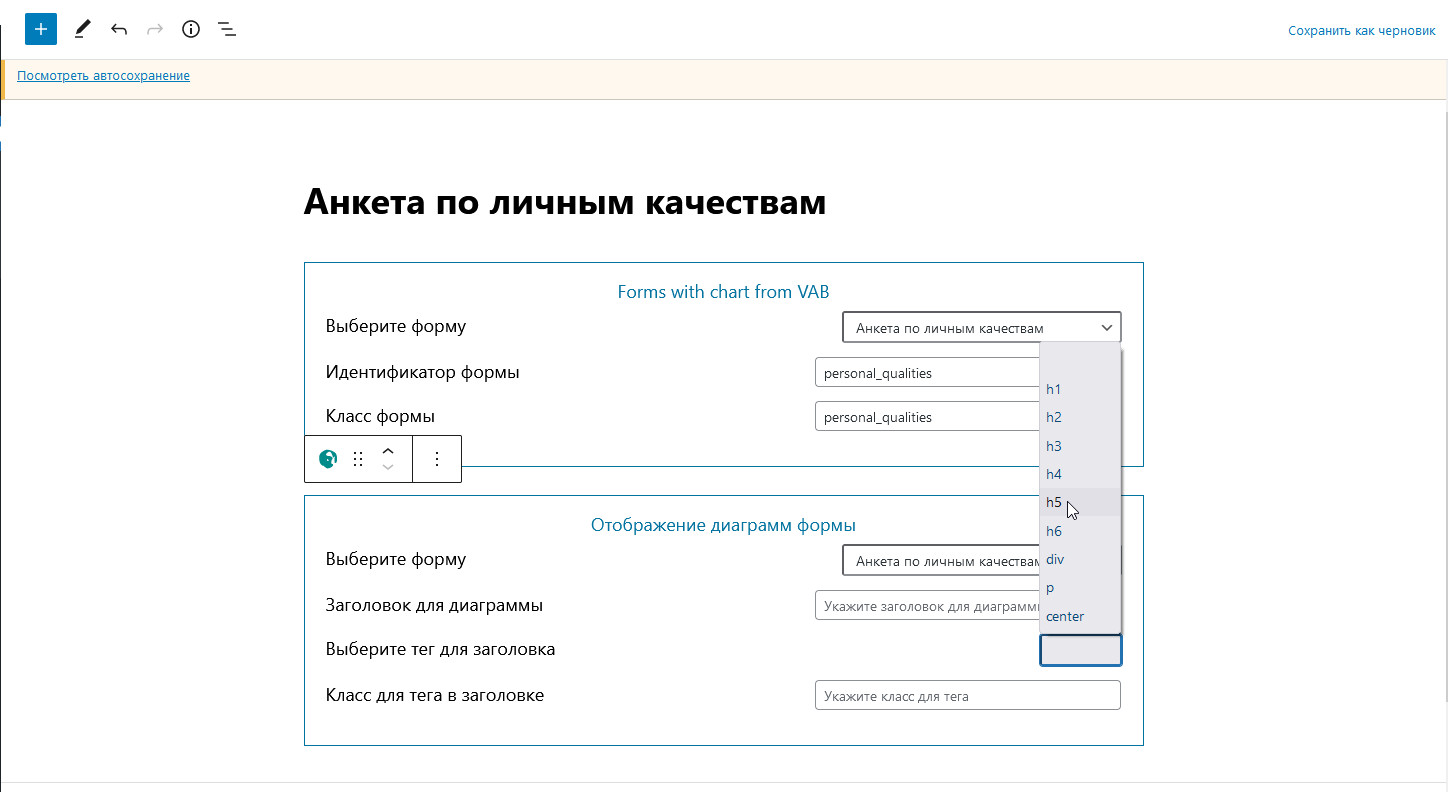 Сохранить как черновик
Посмотреть автосохранение
Анкета по личным качествам
Forms with chart from VAB
Выберите форму
Анкета по личным качествам
Идентификатор формы
personal_qualities
Класс формы
personal_qualities
h1
h2
h3
h4
h5
h6
div
p
center
Отображение диаграмм формы
Выберите форму
Анкета по личным качествам
Заголовок для диаграммы
Укажите заголовок для диаграммы
Выберите тег для заголовка
Класс для тега в заголовке
Укажите класс для тега